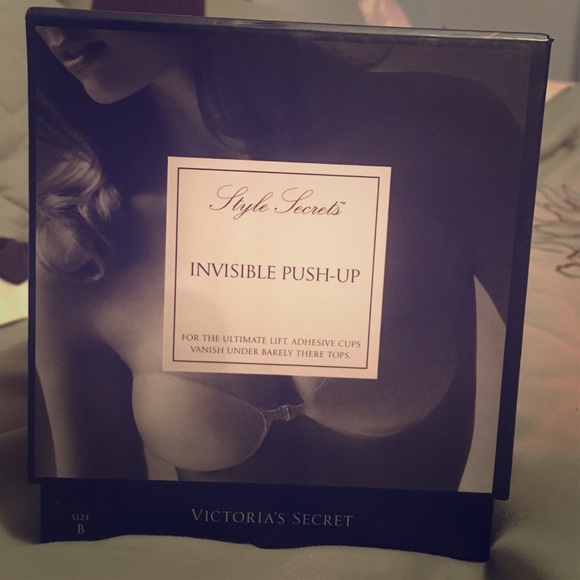 Style Secrets™
INVISIBLE PUSH-UP
FOR THE ULTIMATE LIFT. ADHESIVE CUPS
VANISH UNDER BARELY THERE TOPS.
SIZE
B
VICTORIA'S SECRET